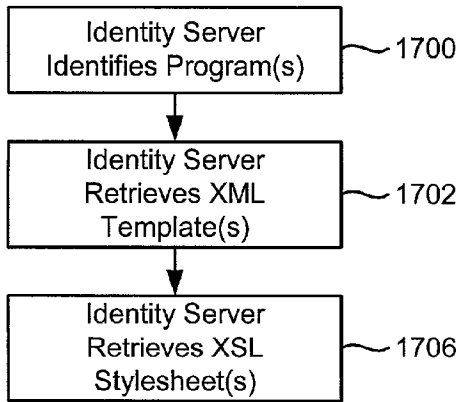 Identity Server
Identifies Program(s)
1700
Identity Server
Retrieves XML
Template(s)
1702
Identity Server
Retrieves XSL
Stylesheet(s)
1706